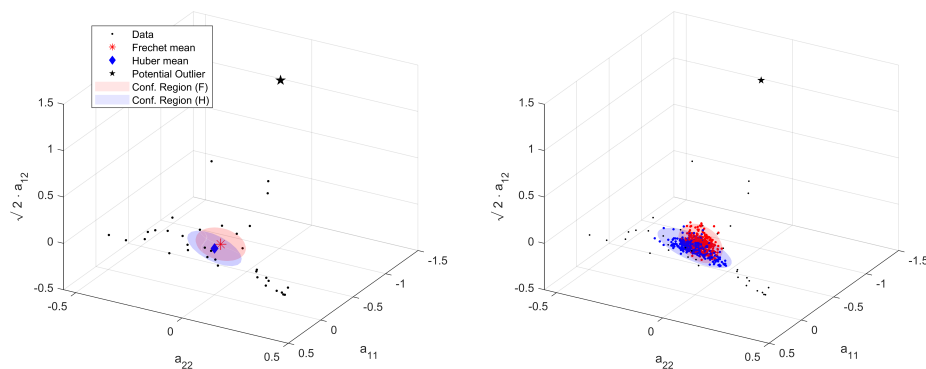 Data
Frechet mean
Huber mean
Potential Outlier
Conf. Region (F)
Conf. Region (H)
1.5
1
0.5
0
-0.5
√ 2 · a12
-0.5
0
0.5
a22
0.5
0
-0.5
-1
-1.5
a11
1.5
1
0.5
0
-0.5
√ 2 · a12
-0.5
0
0.5
a22
0.5
0
-0.5
-1
-1.5
a11